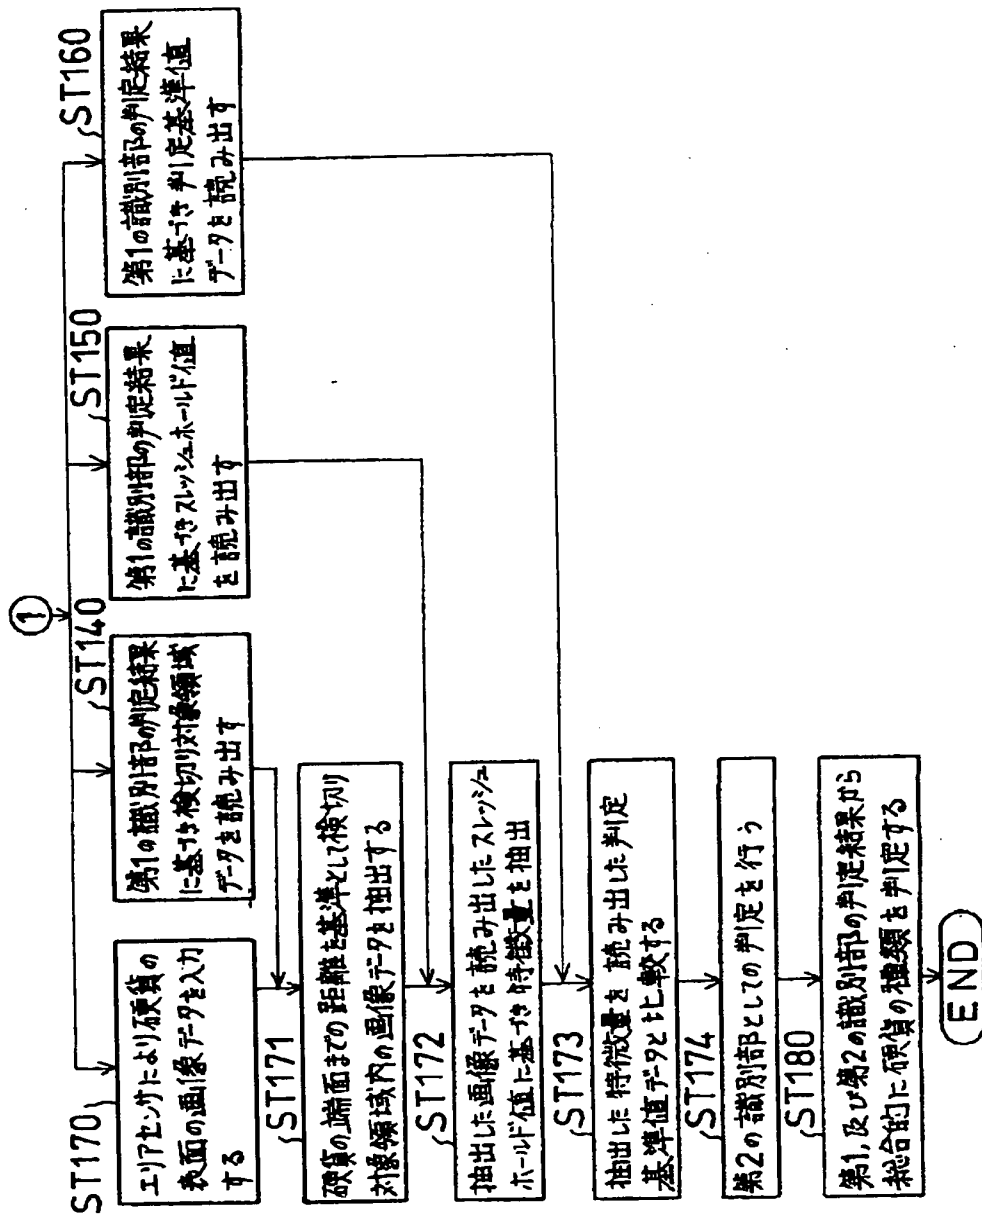 ①
ST170
エリアセンサにより硬貨の
表面の画像データを入力
する
ST140
第1の識別部の判定結果
に基づき検切り対象領域
データを読み出す
ST150
第1の識別部の判定結果
に基づきスレッシュホールド値
を読み出す
ST160
第1の識別部の判定結果
に基づき判定基準値
データを読み出す
ST171
硬貨の端面までの距離を基準として検切り
対象領域内の画像データを抽出する
ST172
抽出した画像データを読み出したスレッシュ
ホールド値に基づき特徴量を抽出
ST173
抽出した特徴量を読み出した判定
基準値データと比較する
ST174
第2の識別部としての判定を行う
ST180
第1,及び第2の識別部の判定結果から
総合的に硬貨の種類を判定する
END